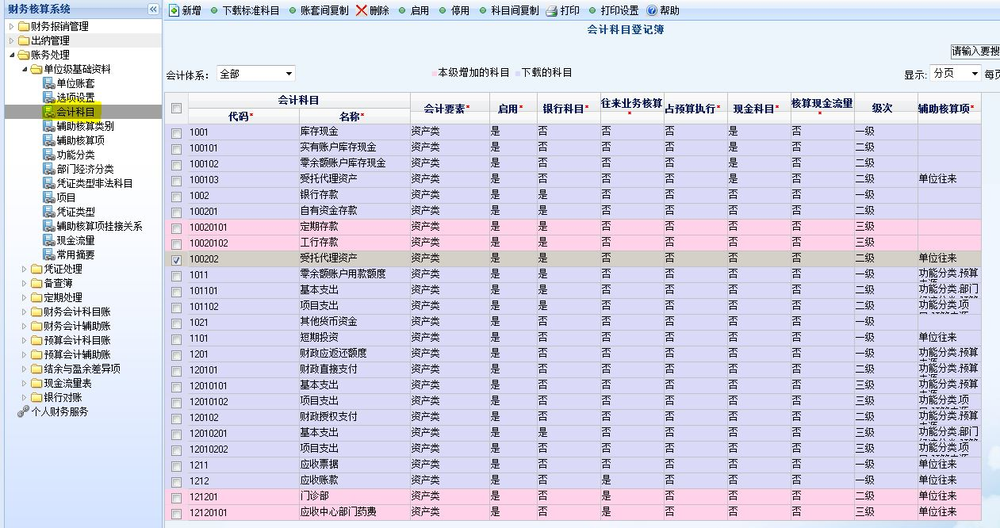 财务核算系统
新增 下载标准科目 账套间复制 删除 启用 停用 科目间复制 打印 打印设置 帮助
财务报销管理
出纳管理
账务处理
单位级基础资料
单位账套
选项设置
会计科目
辅助核算类别
辅助核算项
功能分类
部门经济分类
凭证类型非法科目
项目
凭证类型
辅助核算项挂接关系
现金流量
常用摘要
凭证处理
备查簿
定期处理
财务会计科目账
财务会计辅助账
预算会计科目账
预算会计辅助账
结余与盈余差异项
现金流量表
银行对账
个人财务服务
会计科目登记簿
请输入要搜
会计体系: 全部 本级增加的科目 下载的科目 显示: 分页 每页
会计科目 会计要素* 启用* 银行科目* 往来业务核算* 占预算执行* 现金科目* 核算现金流量* 级次 辅助核算项*
代码* 名称*
1001 库存现金 资产类 是 否 否 否 是 否 一级
100101 实有账户库存现金 资产类 是 否 否 否 是 否 二级
100102 零余额账户库存现金 资产类 是 否 否 否 是 否 二级
100103 受托代理资产 资产类 是 否 否 否 是 否 二级 单位往来
1002 银行存款 资产类 是 是 否 否 否 否 一级
100201 自有资金存款 资产类 是 是 否 否 否 否 二级
10020101 定期存款 资产类 是 是 否 否 否 否 三级
10020102 工行存款 资产类 是 是 否 否 否 否 三级
100202 受托代理资产 资产类 是 是 否 否 否 否 二级 单位往来
1011 零余额账户用款额度 资产类 是 是 否 否 否 否 一级 功能分类.预算
101101 基本支出 资产类 是 是 否 否 否 否 二级 功能分类.部门
101102 项目支出 资产类 是 是 否 否 否 否 二级 功能分类.项
1021 其他货币资金 资产类 是 否 否 否 否 否 一级
1101 短期投资 资产类 是 否 否 否 否 否 一级 单位往来
1201 财政应返还额度 资产类 是 否 否 否 否 否 一级 功能分类.预算
120101 财政直接支付 资产类 是 否 否 否 否 否 二级 功能分类.预算
12010101 基本支出 资产类 是 否 否 否 否 否 三级 功能分类.预算
12010102 项目支出 资产类 是 否 否 否 否 否 三级 功能分类.项
120102 财政授权支付 资产类 是 否 否 否 否 否 二级 功能分类.预算
12010201 基本支出 资产类 是 是 否 否 否 否 三级 功能分类.部门
12010202 项目支出 资产类 是 否 否 否 否 否 三级 功能分类.项
1211 应收票据 资产类 是 否 否 否 否 否 一级 单位往来
1212 应收账款 资产类 是 否 是 否 否 否 一级 单位往来
121201 门诊部 资产类 是 否 是 否 否 否 二级 单位往来
12120101 应收中心部门药费 资产类 是 否 是 否 否 否 三级 单位往来